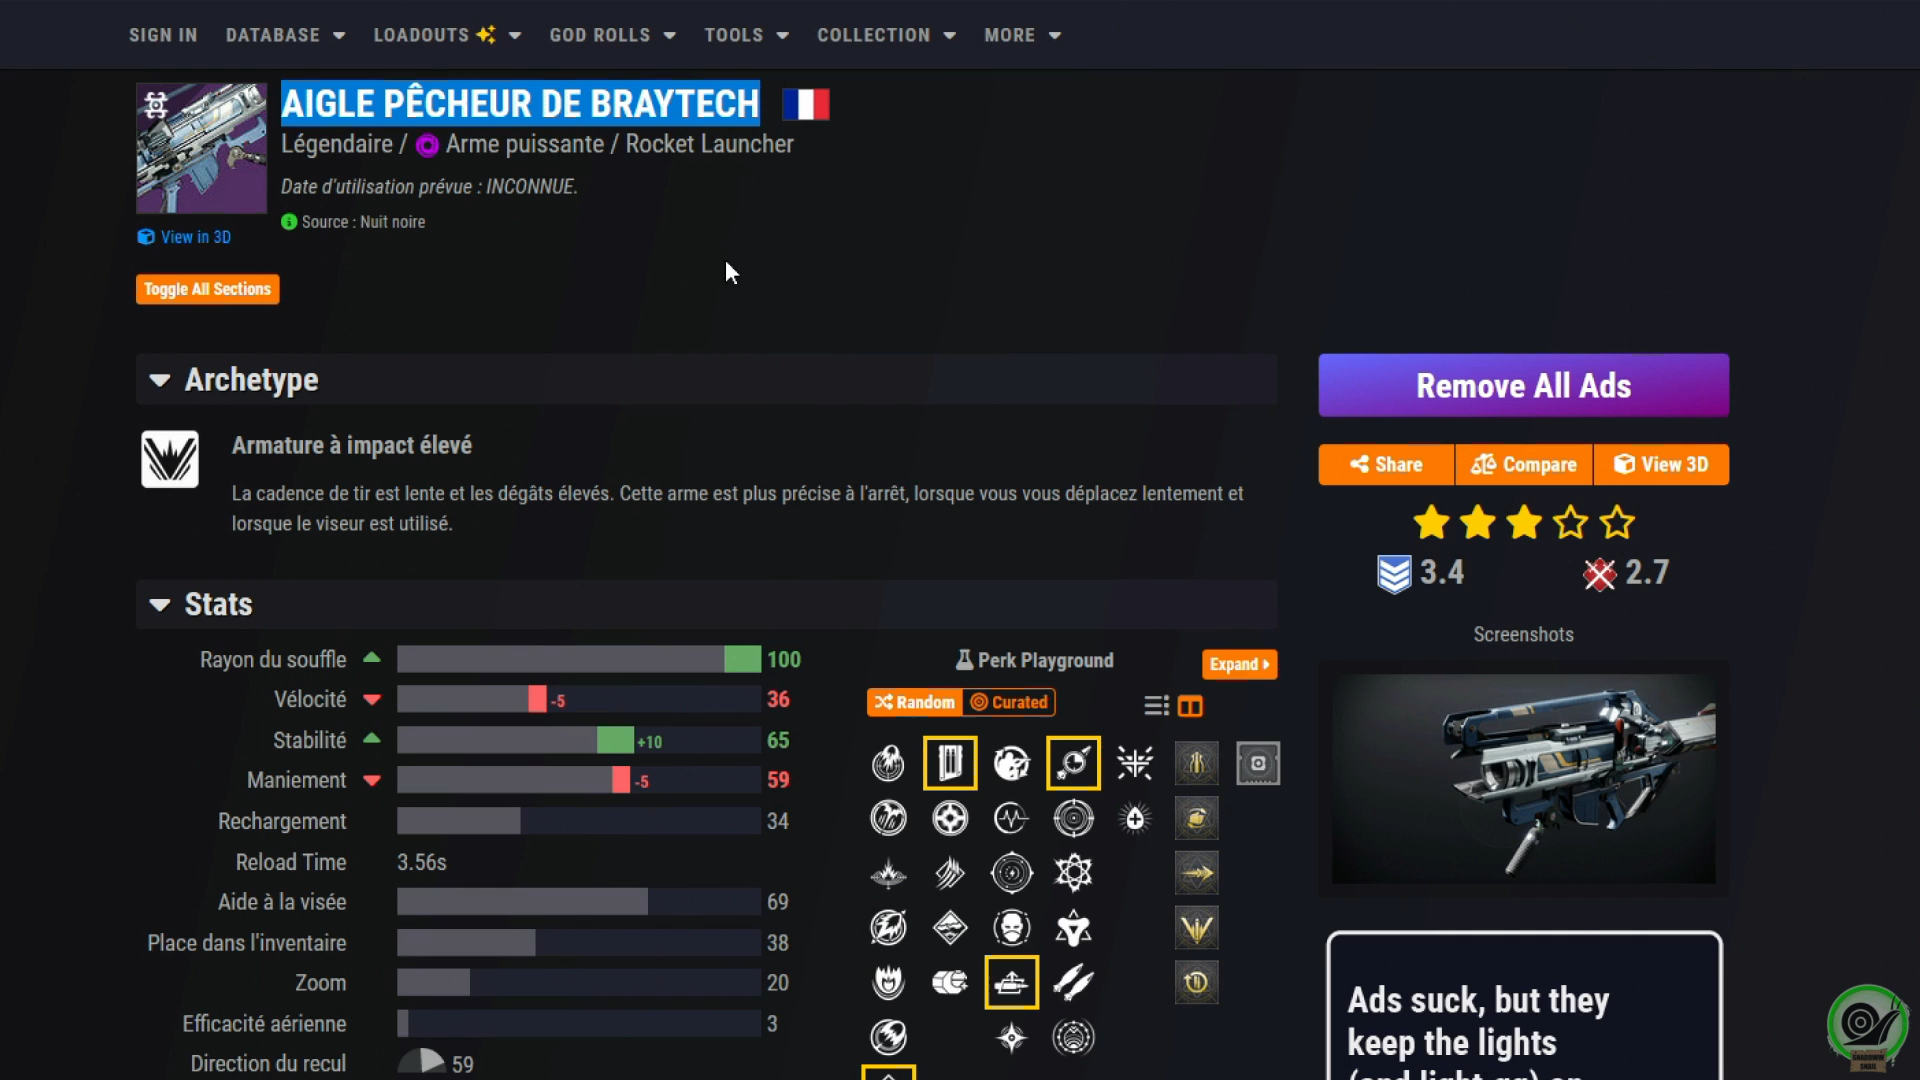 SIGN IN DATABASE LOADOUTS GOD ROLLS TOOLS COLLECTION MORE
AIGLE PÊCHEUR DE BRAYTECH
Légendaire / Arme puissante / Rocket Launcher
Date d'utilisation prévue : INCONNUE.
Source : Nuit noire
View in 3D
Toggle All Sections
Archetype
Armature à impact élevé
La cadence de tir est lente et les dégâts élevés. Cette arme est plus précise à l'arrêt, lorsque vous vous déplacez lentement et
lorsque le viseur est utilisé.
Stats
Rayon du souffle 100
Vélocité -5 36
Stabilité +10 65
Maniement -5 59
Rechargement 34
Reload Time 3.56s
Aide à la visée 69
Place dans l'inventaire 38
Zoom 20
Efficacité aérienne 3
Direction du recul 59
Perk Playground Expand
Random Curated
Remove All Ads
Share Compare View 3D
3.4 2.7
Screenshots
Ads suck, but they
keep the lights
(and light.gg) on
SHADOWW
SNAIL